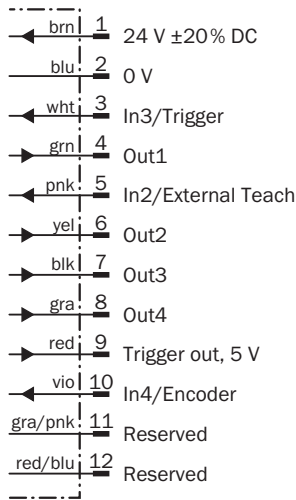 brn 1 24 V ±20% DC
blu 2 0 V
wht 3 In3/Trigger
grn 4 Out1
pnk 5 In2/External Teach
yel 6 Out2
blk 7 Out3
gra 8 Out4
red 9 Trigger out, 5 V
vio 10 In4/Encoder
gra/pnk 11 Reserved
red/blu 12 Reserved